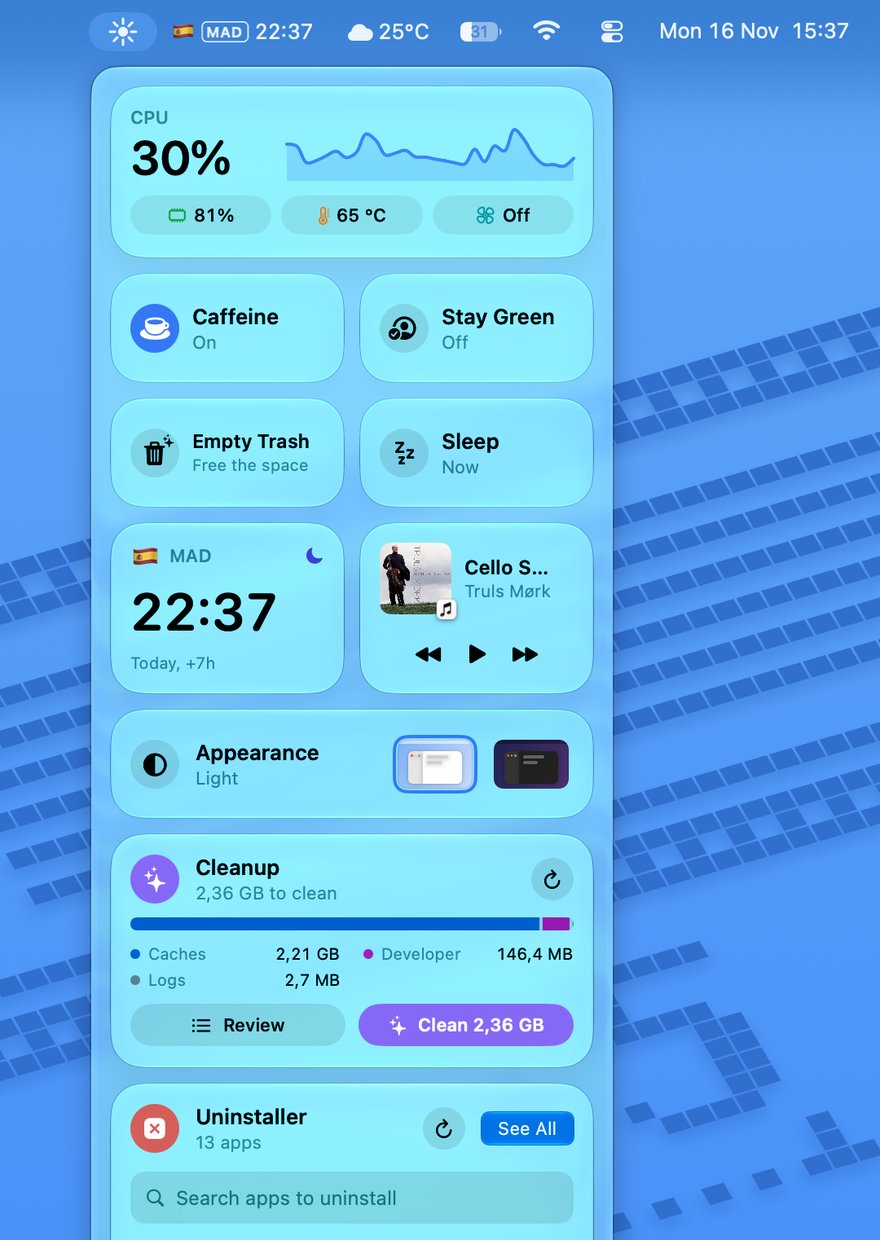 MAD 22:37 25°C 31 Mon 16 Nov 15:37
CPU
30%
81% 65 °C Off
Caffeine
On
Stay Green
Off
Empty Trash
Free the space
Sleep
Now
MAD
22:37
Today, +7h
Cello S...
Truls Mørk
Appearance
Light
Cleanup
2,36 GB to clean
Caches 2,21 GB Developer 146,4 MB
Logs 2,7 MB
Review Clean 2,36 GB
Uninstaller
13 apps
See All
Search apps to uninstall